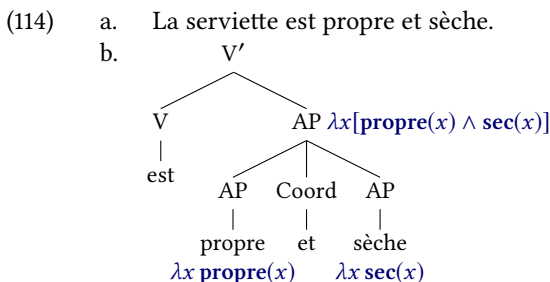 (114) a. La serviette est propre et sèche.
b. V′
V AP λx[propre(x) ∧ sec(x)]
est AP Coord AP
propre et sèche
λx propre(x) λx sec(x)